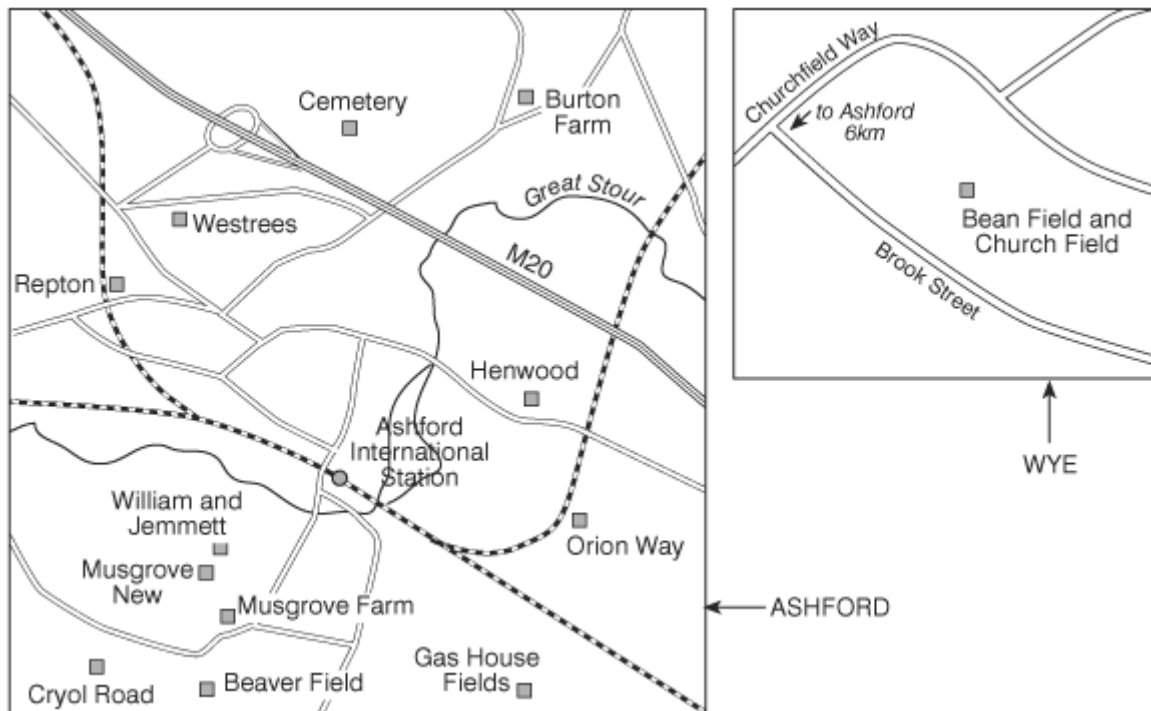 Cemetery
Burton
Farm
Great Stour
Westrees
M20
Repton
Henwood
Ashford
International
Station
William and
Jemmett
Orion Way
Musgrove
New
Musgrove Farm
Cryol Road
Beaver Field
Gas House
Fields
ASHFORD
Churchfield Way
to Ashford
6km
Bean Field and
Church Field
Brook Street
WYE